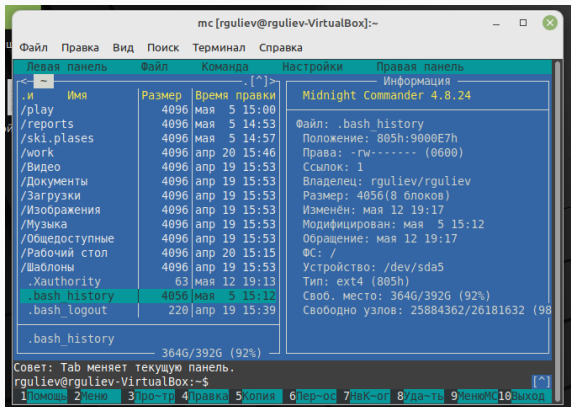 mc [rguliev@rguliev-VirtualBox]:~
Файл Правка Вид Поиск Терминал Справка
Левая панель Файл Команда Настройки Правая панель
<- ~ .[^]>
.и Имя Размер Время правки
/play 4096 мая 5 15:00
/reports 4096 мая 5 14:53
/ski.plases 4096 мая 5 14:57
/work 4096 апр 20 15:46
/Видео 4096 апр 19 15:53
/Документы 4096 апр 19 15:53
/Загрузки 4096 апр 19 15:53
/Изображения 4096 апр 19 15:53
/Музыка 4096 апр 19 15:53
/Общедоступные 4096 апр 19 15:53
/Рабочий стол 4096 апр 20 15:15
/Шаблоны 4096 апр 19 15:53
.Xauthority 63 мая 12 19:13
.bash_history 4056 мая 5 15:12
.bash_logout 220 апр 19 15:39
.bash_history
364G/392G (92%)
Информация
Midnight Commander 4.8.24
Файл: .bash_history
Положение: 805h:9000E7h
Права: -rw------- (0600)
Ссылок: 1
Владелец: rguliev/rguliev
Размер: 4056(8 блоков)
Изменён: мая 12 19:17
Модифицирован: мая 5 15:12
Обращение: мая 12 19:17
ФС: /
Устройство: /dev/sda5
Тип: ext4 (805h)
Своб. место: 364G/392G (92%)
Свободно узлов: 25884362/26181632 (98
Совет: Tab меняет текущую панель.
rguliev@rguliev-VirtualBox:~$ [^]
1Помощь 2Меню 3Про~тр 4Правка 5Копия 6Пер~ос 7НвК~ог 8Уда~ть 9МенюMC 10Выход